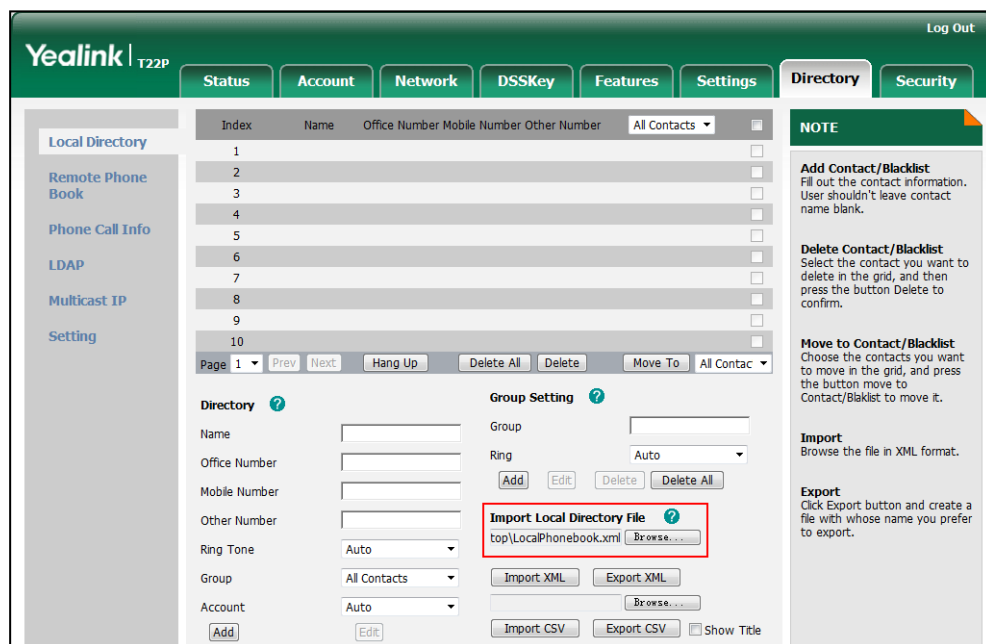 Log Out
Yealink | T22P
Status Account Network DSSKey Features Settings Directory Security
Local Directory
Remote Phone
Book
Phone Call Info
LDAP
Multicast IP
Setting
Index Name Office Number Mobile Number Other Number All Contacts
1
2
3
4
5
6
7
8
9
10
Page 1 Prev Next Hang Up Delete All Delete Move To All Contac
Directory ?
Name
Office Number
Mobile Number
Other Number
Ring Tone Auto
Group All Contacts
Account Auto
Add Edit
Group Setting ?
Group
Ring Auto
Add Edit Delete Delete All
Import Local Directory File ?
top\LocalPhonebook.xml Browse...
Import XML Export XML
Browse...
Import CSV Export CSV Show Title
NOTE
Add Contact/Blacklist
Fill out the contact information.
User shouldn't leave contact
name blank.
Delete Contact/Blacklist
Select the contact you want to
delete in the grid, and then
press the button Delete to
confirm.
Move to Contact/Blacklist
Choose the contacts you want
to move in the grid, and press
the button move to
Contact/Blaklist to move it.
Import
Browse the file in XML format.
Export
Click Export button and create a
file with whose name you prefer
to export.